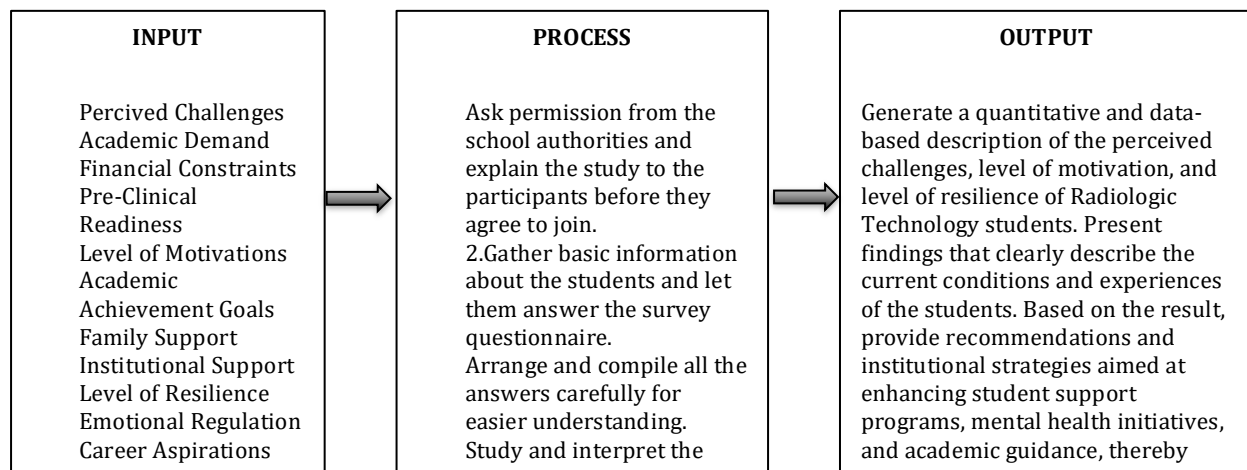 INPUT
Percived Challenges
Academic Demand
Financial Constraints
Pre-Clinical
Readiness
Level of Motivations
Academic
Achievement Goals
Family Support
Institutional Support
Level of Resilience
Emotional Regulation
Career Aspirations
PROCESS
Ask permission from the
school authorities and
explain the study to the
participants before they
agree to join.
2.Gather basic information
about the students and let
them answer the survey
questionnaire.
Arrange and compile all the
answers carefully for
easier understanding.
Study and interpret the
OUTPUT
Generate a quantitative and data-
based description of the perceived
challenges, level of motivation, and
level of resilience of Radiologic
Technology students. Present
findings that clearly describe the
current conditions and experiences
of the students. Based on the result,
provide recommendations and
institutional strategies aimed at
enhancing student support
programs, mental health initiatives,
and academic guidance, thereby